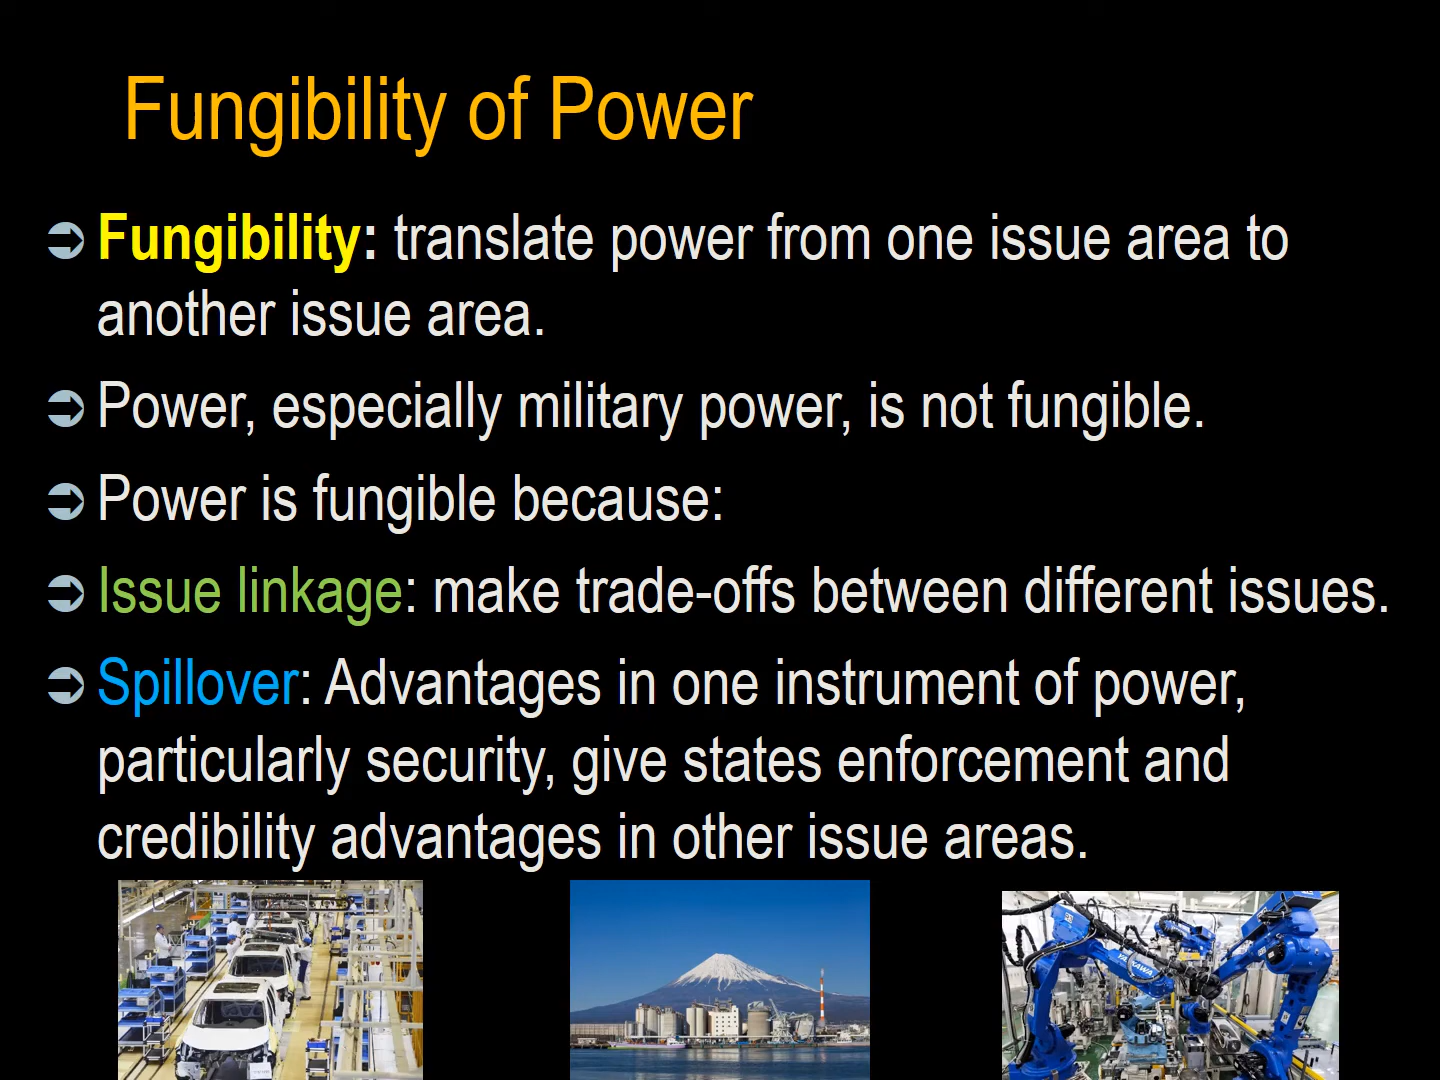 Fungibility of Power
Fungibility: translate power from one issue area to
another issue area.
Power, especially military power, is not fungible.
Power is fungible because:
Issue linkage: make trade-offs between different issues.
Spillover: Advantages in one instrument of power,
particularly security, give states enforcement and
credibility advantages in other issue areas.
YASKAWA